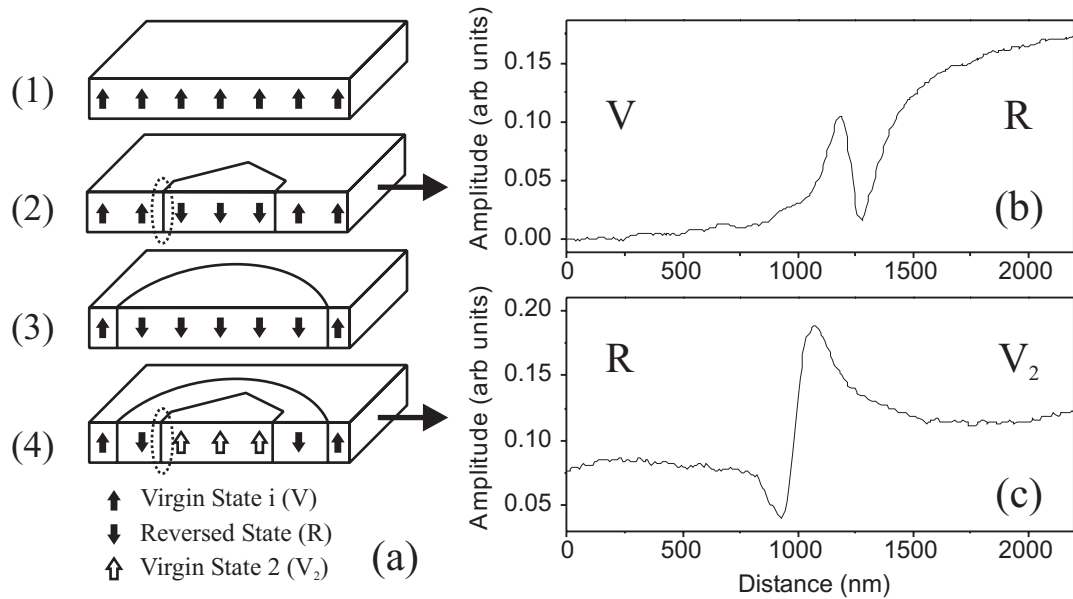 (1)
(2)
(3)
(4)
Virgin State i (V)
Reversed State (R)
Virgin State 2 (V₂)
(a)
Amplitude (arb units)
0.15
0.10
0.05
0.00
V
R
(b)
0 500 1000 1500 2000
Amplitude (arb units)
0.20
0.15
0.10
0.05
R
V₂
(c)
0 500 1000 1500 2000
Distance (nm)